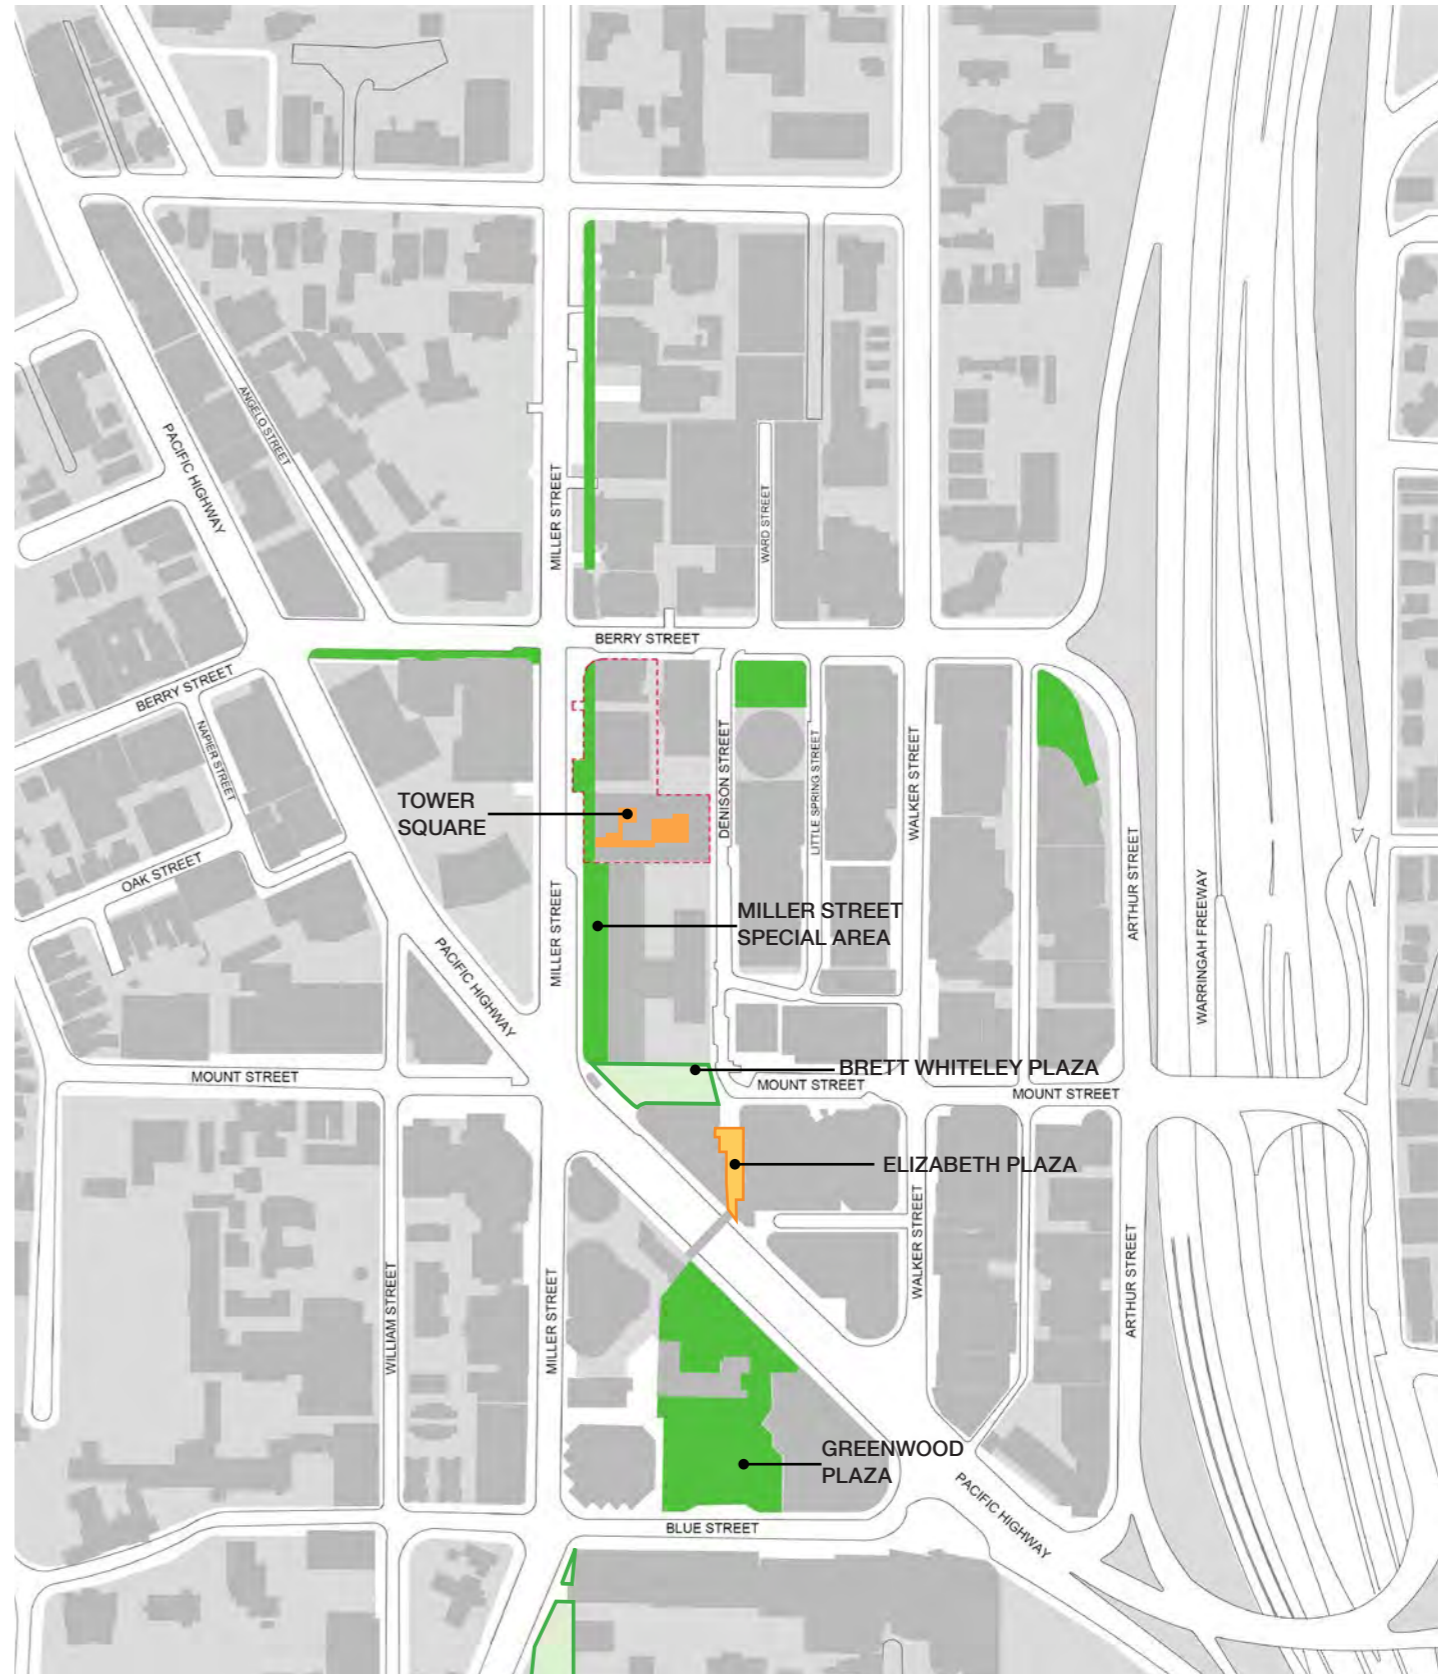 ANGELO STREET
PACIFIC HIGHWAY
MILLER STREET
WARD STREET
BERRY STREET
BERRY STREET
NAPIER STREET
TOWER
SQUARE
DENISON STREET
LITTLE SPRING STREET
WALKER STREET
OAK STREET
MILLER STREET
PACIFIC HIGHWAY
MILLER STREET
SPECIAL AREA
ARTHUR STREET
WARRINGAH FREEWAY
MOUNT STREET
BRETT WHITELEY PLAZA
MOUNT STREET
MOUNT STREET
ELIZABETH PLAZA
WALKER STREET
WILLIAM STREET
MILLER STREET
ARTHUR STREET
GREENWOOD
PLAZA
PACIFIC HIGHWAY
BLUE STREET